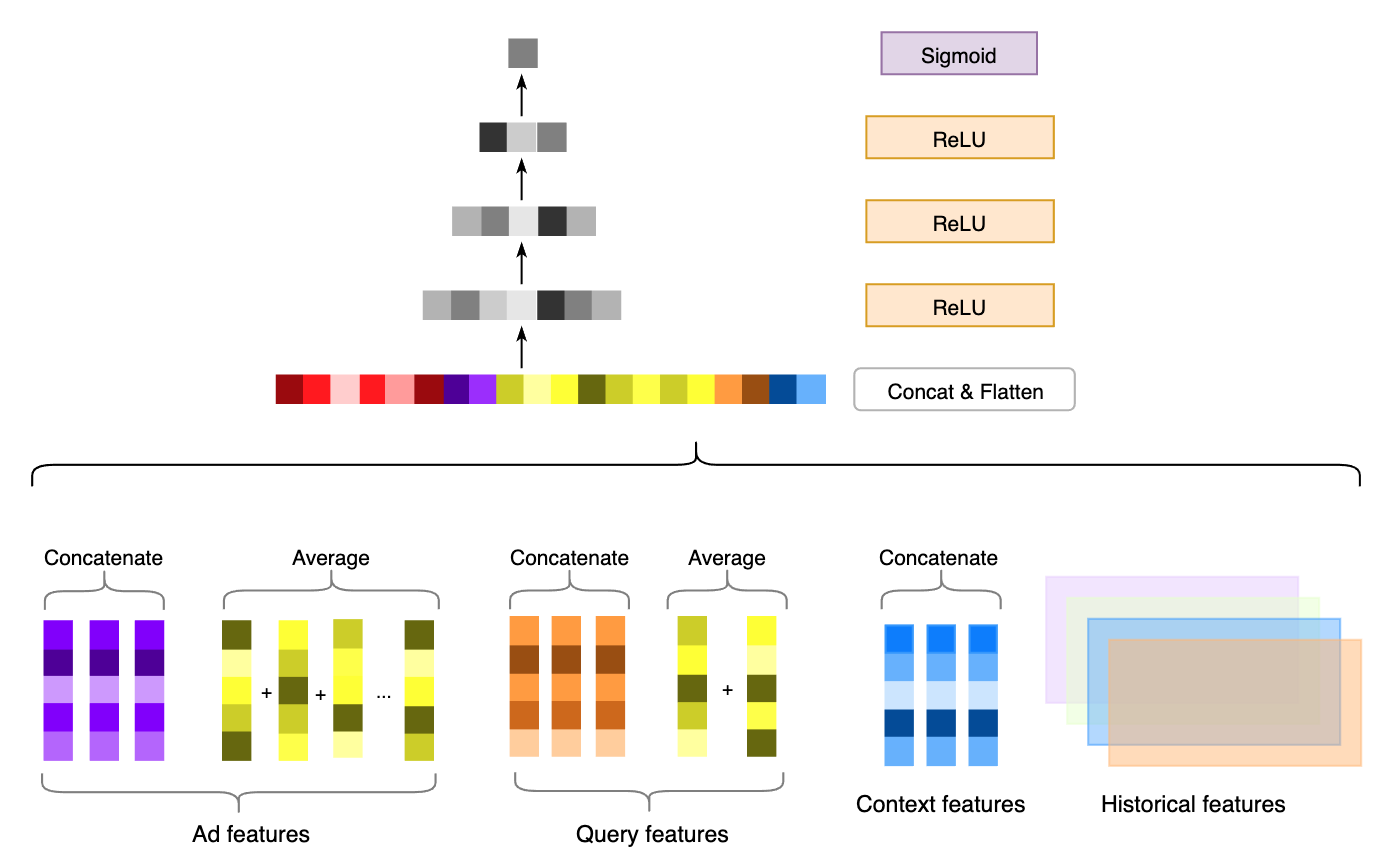 Sigmoid
ReLU
ReLU
ReLU
Concat & Flatten
Concatenate
Average
Concatenate
Average
Concatenate
+
+
...
+
Context features
Historical features
Ad features
Query features